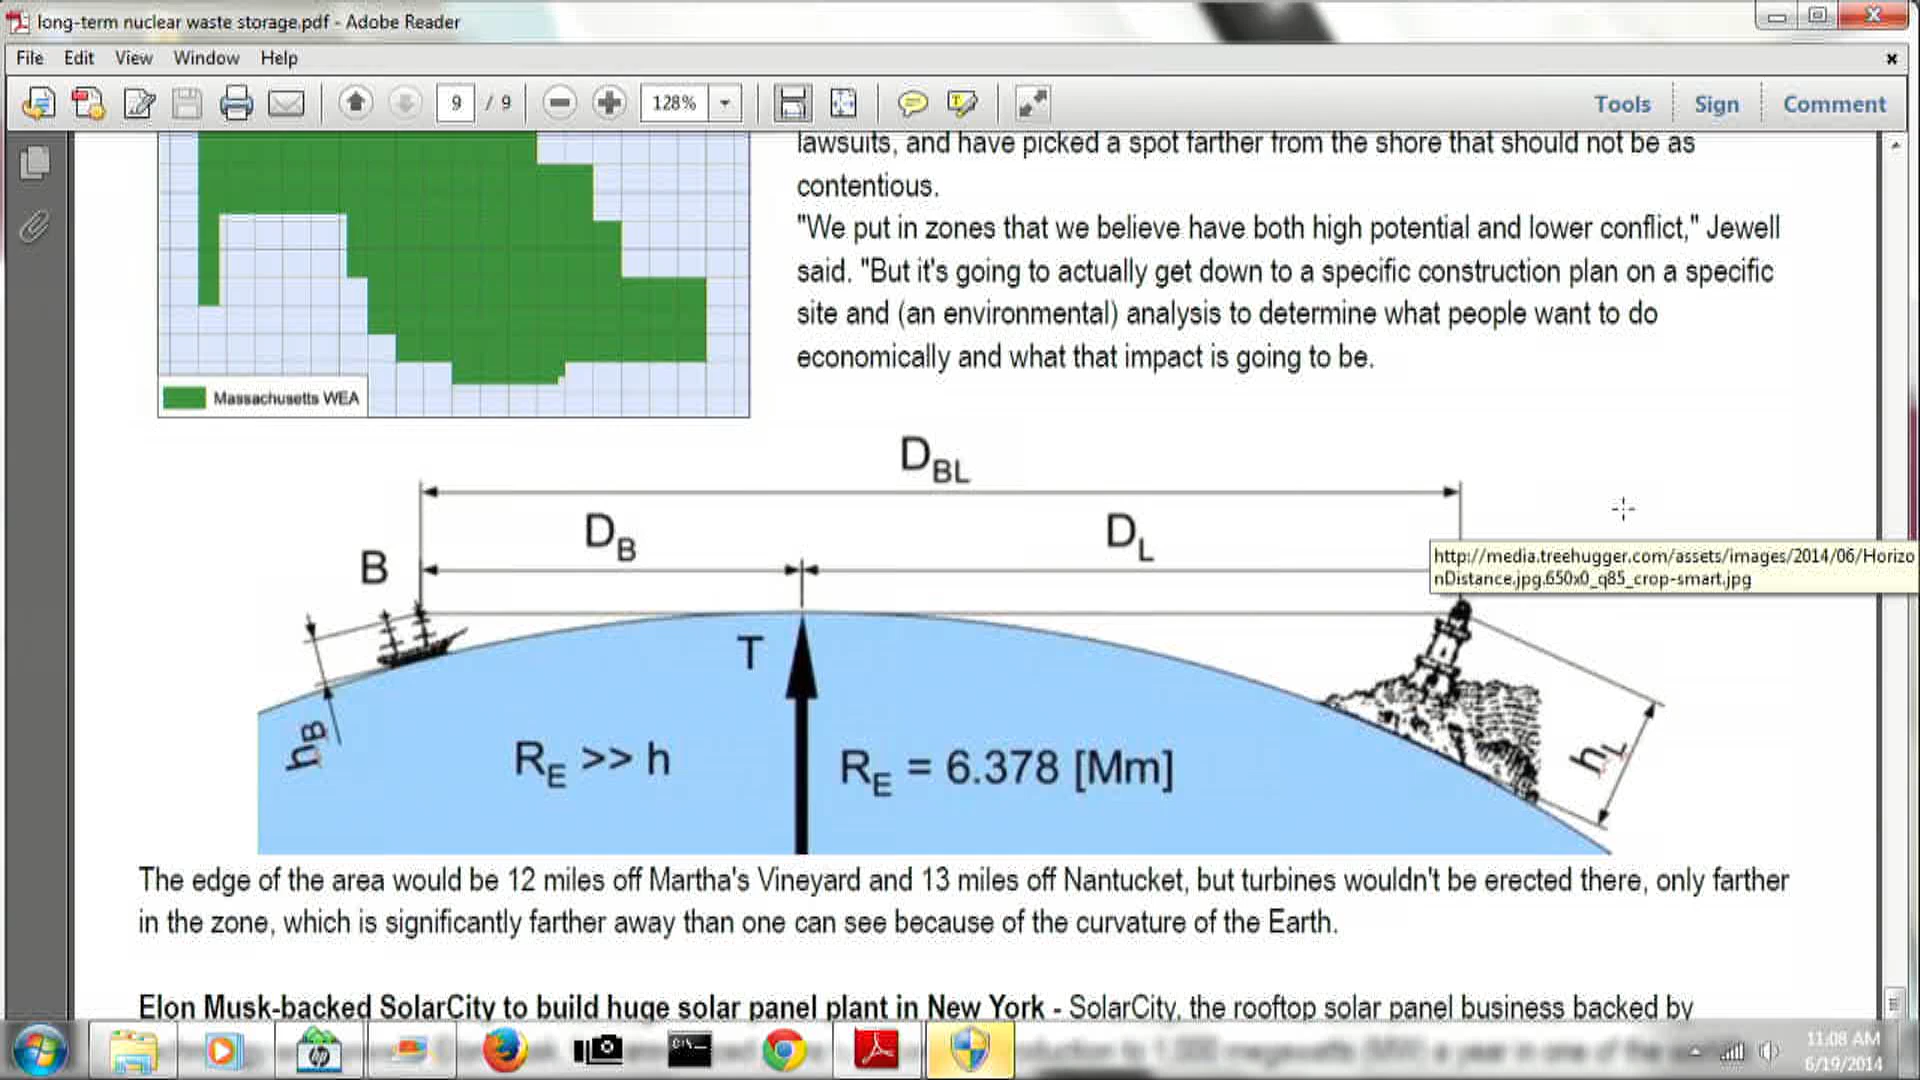 long-term nuclear waste storage.pdf - Adobe Reader
File Edit View Window Help
9 / 9 128% Tools Sign Comment
lawsuits, and have picked a spot farther from the shore that should not be as
contentious.
"We put in zones that we believe have both high potential and lower conflict," Jewell
said. "But it's going to actually get down to a specific construction plan on a specific
site and (an environmental) analysis to determine what people want to do
economically and what that impact is going to be.
Massachusetts WEA
DBL
DB DL
B
http://media.treehugger.com/assets/images/2014/06/Horizo
nDistance.jpg.650x0_q85_crop-smart.jpg
T
hB
RE >> h RE = 6.378 [Mm]
hL
The edge of the area would be 12 miles off Martha's Vineyard and 13 miles off Nantucket, but turbines wouldn't be erected there, only farther
in the zone, which is significantly farther away than one can see because of the curvature of the Earth.
Elon Musk-backed SolarCity to build huge solar panel plant in New York - SolarCity, the rooftop solar panel business backed by
hp
C:\
11:08 AM
6/19/2014